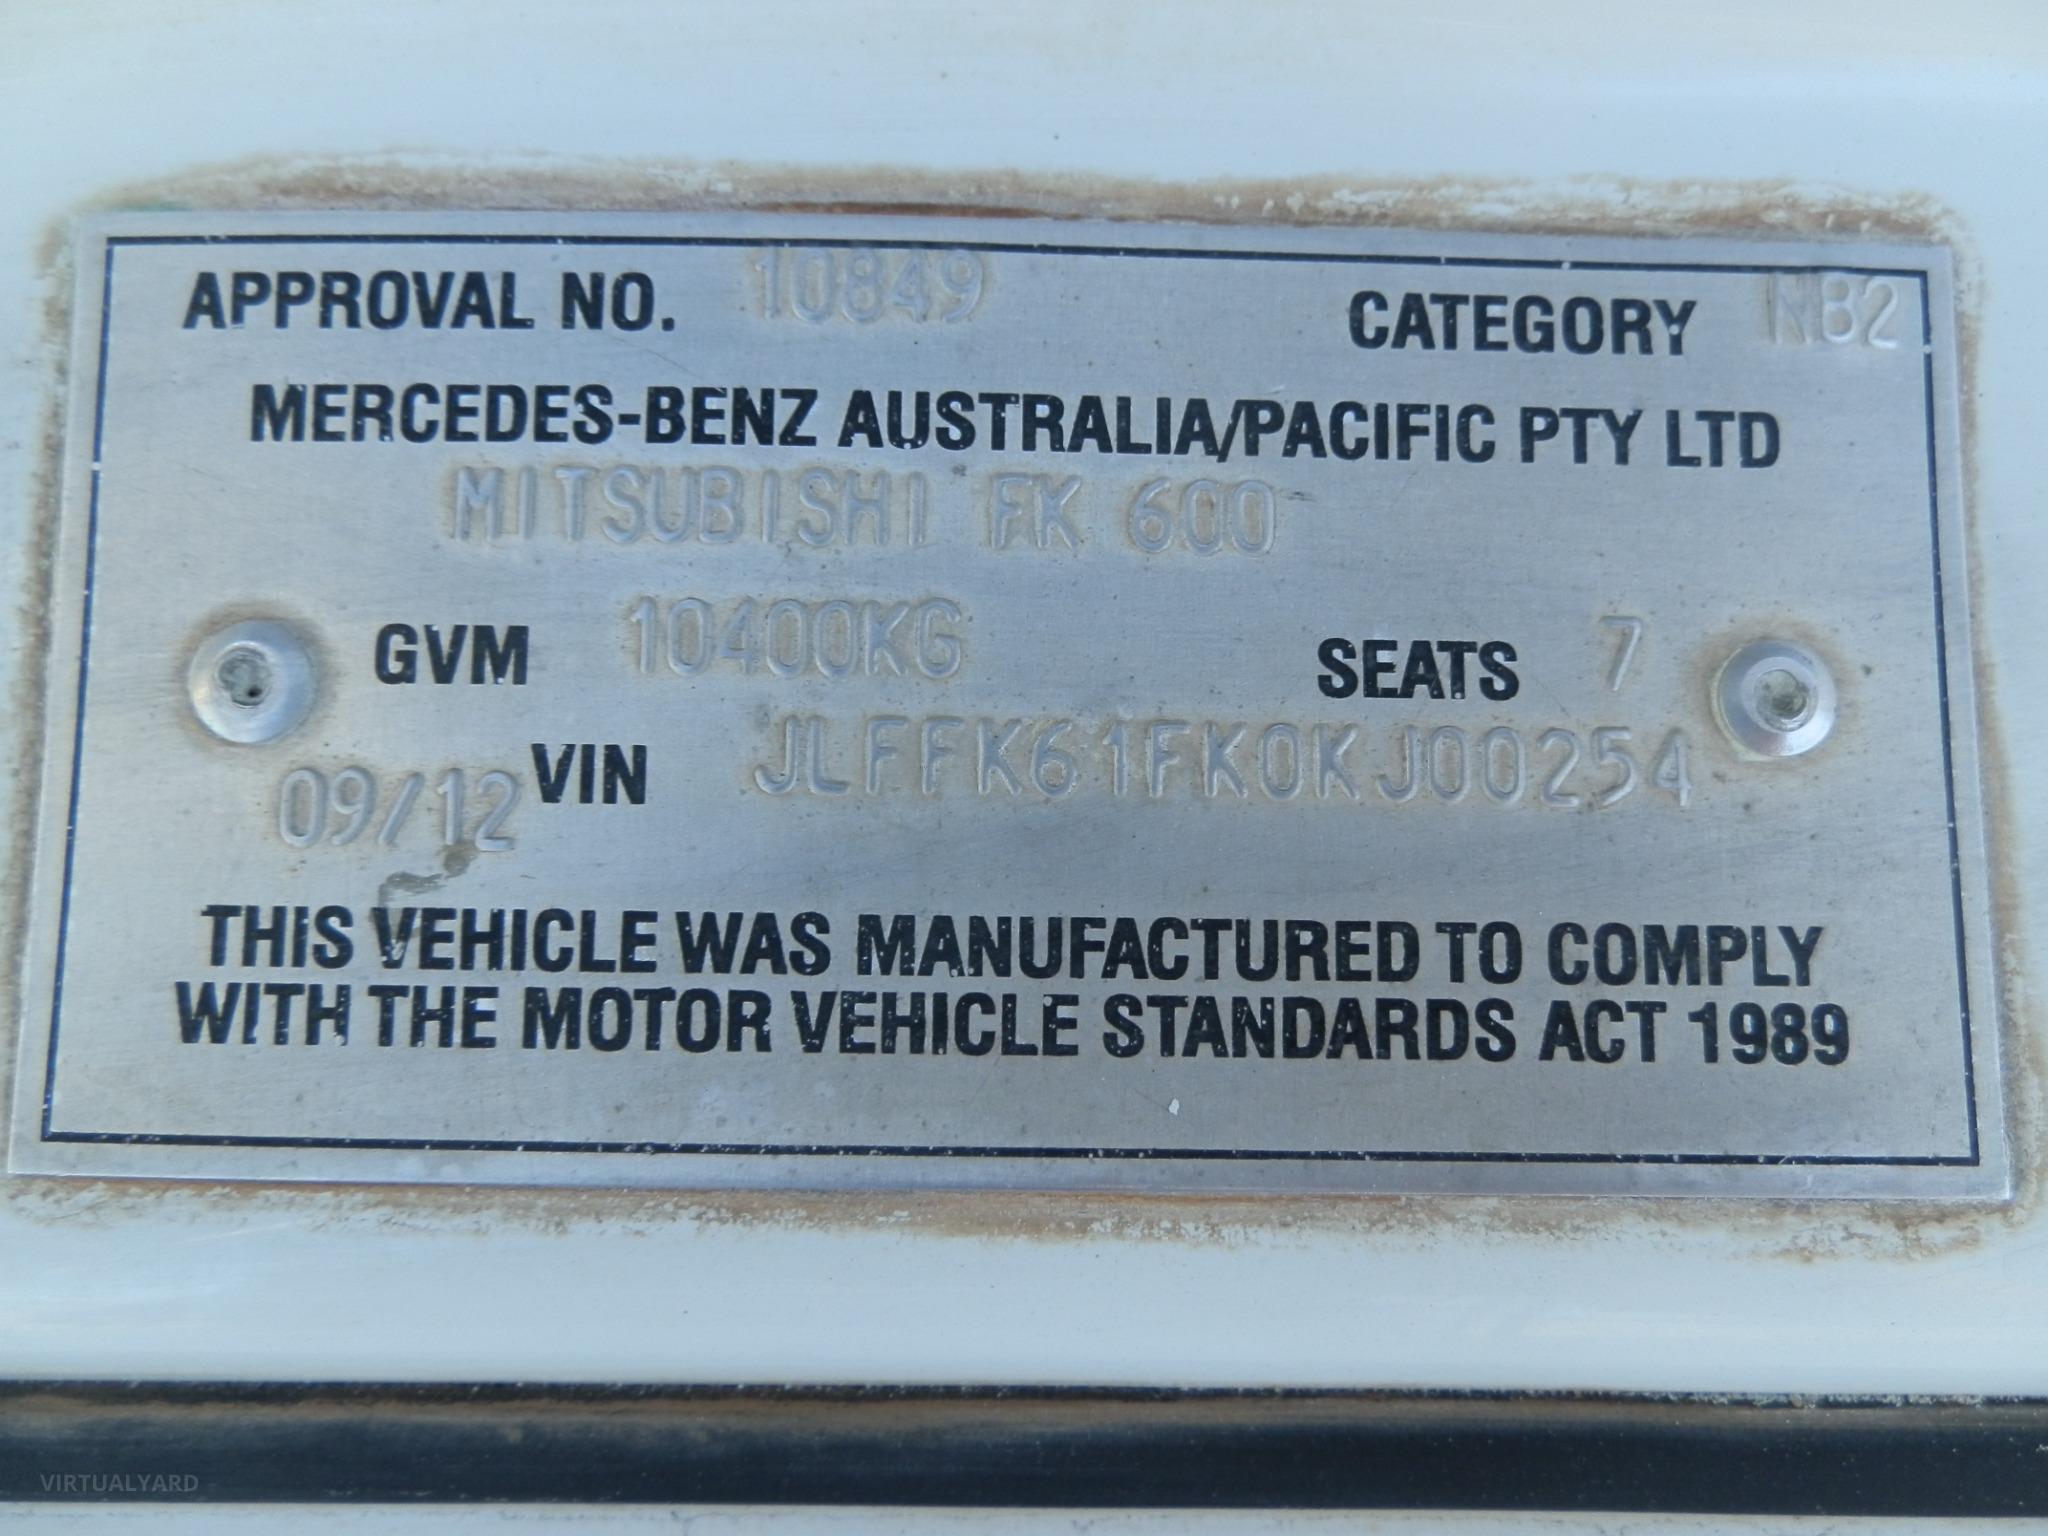 APPROVAL NO. 10849 CATEGORY NB2
MERCEDES-BENZ AUSTRALIA/PACIFIC PTY LTD
MITSUBISHI FK 600
GVM 10400KG SEATS 7
09/12 VIN JLFFK61FK0KJ00254
THIS VEHICLE WAS MANUFACTURED TO COMPLY
WITH THE MOTOR VEHICLE STANDARDS ACT 1989
VIRTUALYARD